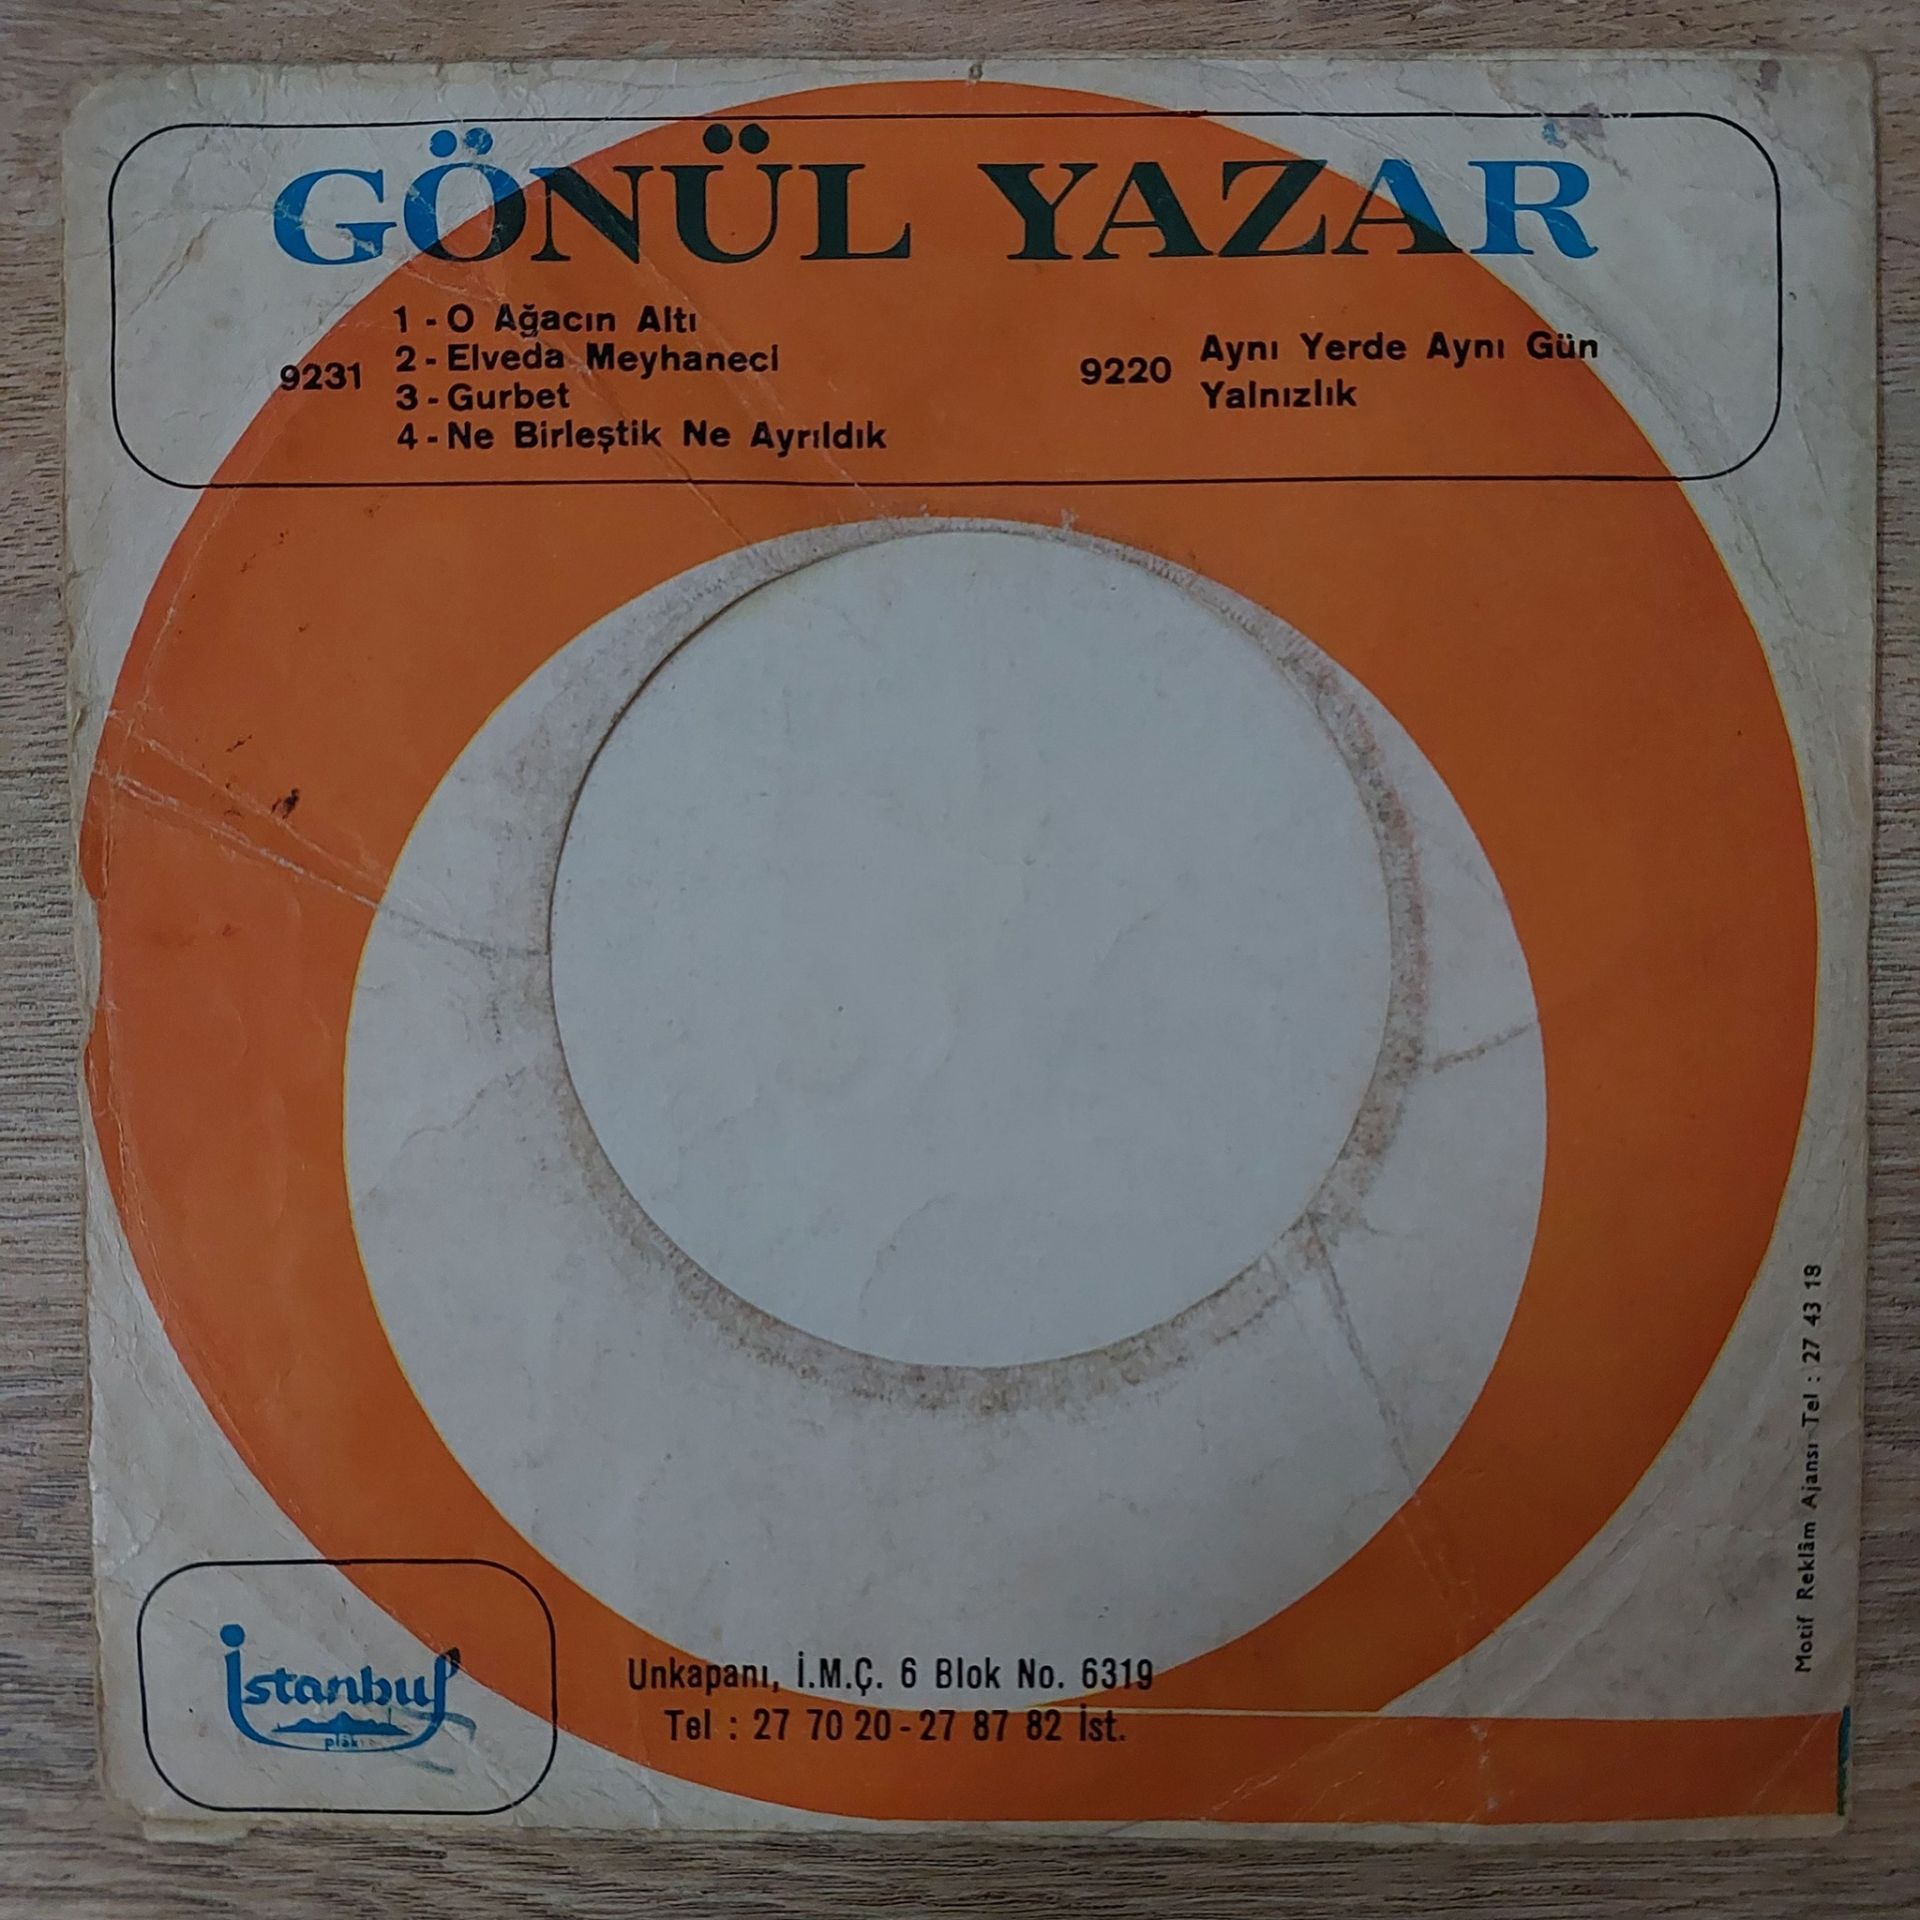 GÖNÜL YAZAR
9231
1 - O Ağacın Altı
2 - Elveda Meyhaneci
3 - Gurbet
4 - Ne Birleştik Ne Ayrıldık
9220
Aynı Yerde Aynı Gün
Yalnızlık
Motif Reklâm Ajansı Tel : 27 43 18
İstanbul
plâk
Unkapanı, İ.M.Ç. 6 Blok No. 6319
Tel : 27 70 20 - 27 87 82 İst.